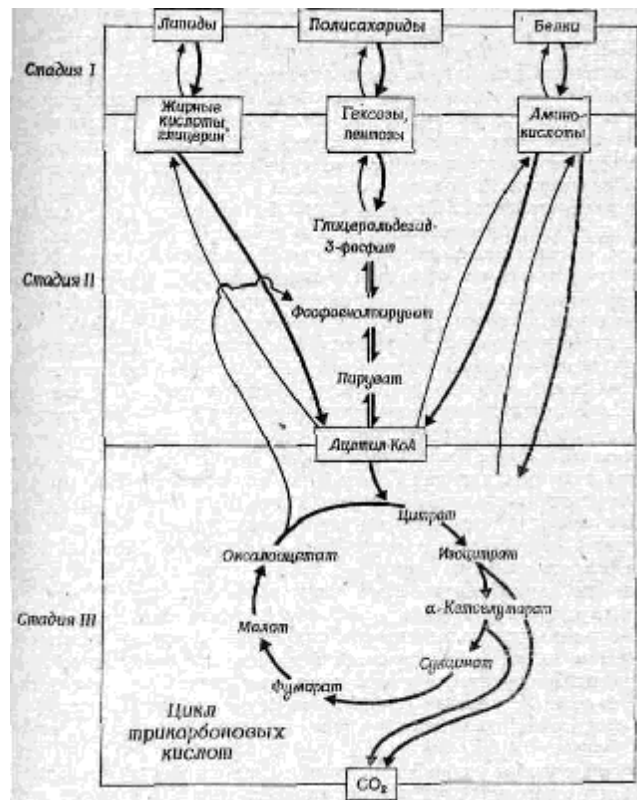 Липиды
Полисахариды
Белки
Стадия I
Жирные
кислоты,
глицерин
Гексозы,
пентозы
Амино-
кислоты
Глицеральдегид-
3-фосфат
Стадия II
Фосфоенолпируват
Пируват
Ацетил-КоА
Цитрат
Оксалоацетат
Изоцитрат
Стадия III
α-Кетоглутарат
Малат
Сукцинат
Фумарат
Цикл
трикарбоновых
кислот
CO₂